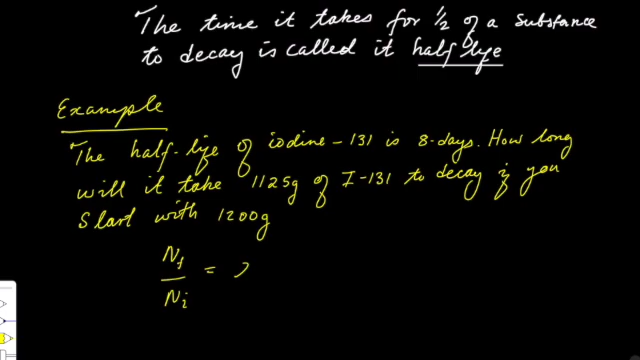 The time it takes for 1/2 of a substance
to decay is called it half life
Example
The half-life of iodine-131 is 8-days. How long
will it take 1125g of I-131 to decay if you
start with 1200g
N_f
=
N_i